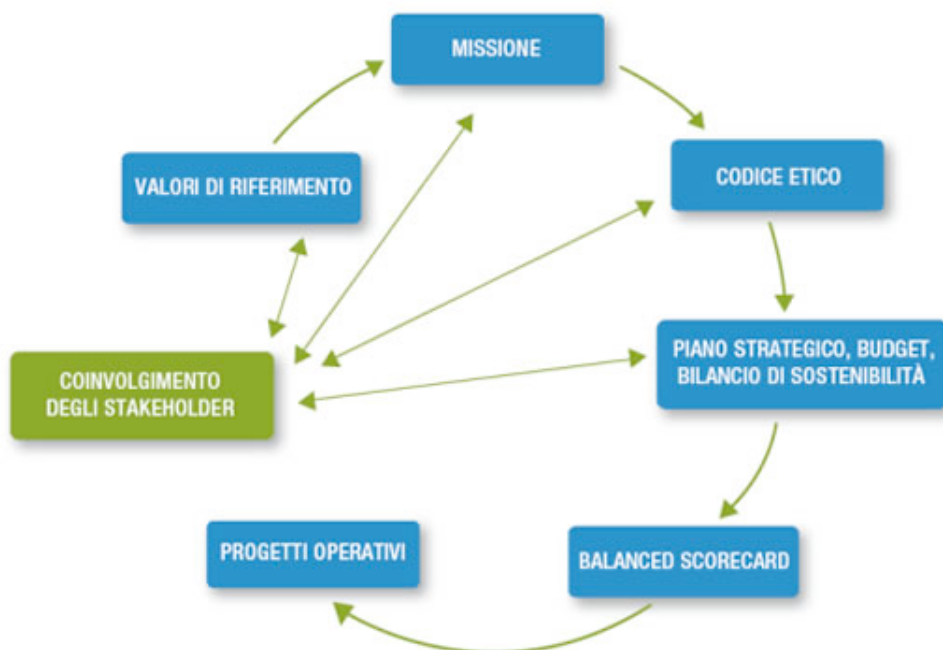 MISSIONE
VALORI DI RIFERIMENTO
CODICE ETICO
PIANO STRATEGICO, BUDGET,
BILANCIO DI SOSTENIBILITÀ
COINVOLGIMENTO
DEGLI STAKEHOLDER
PROGETTI OPERATIVI
BALANCED SCORECARD